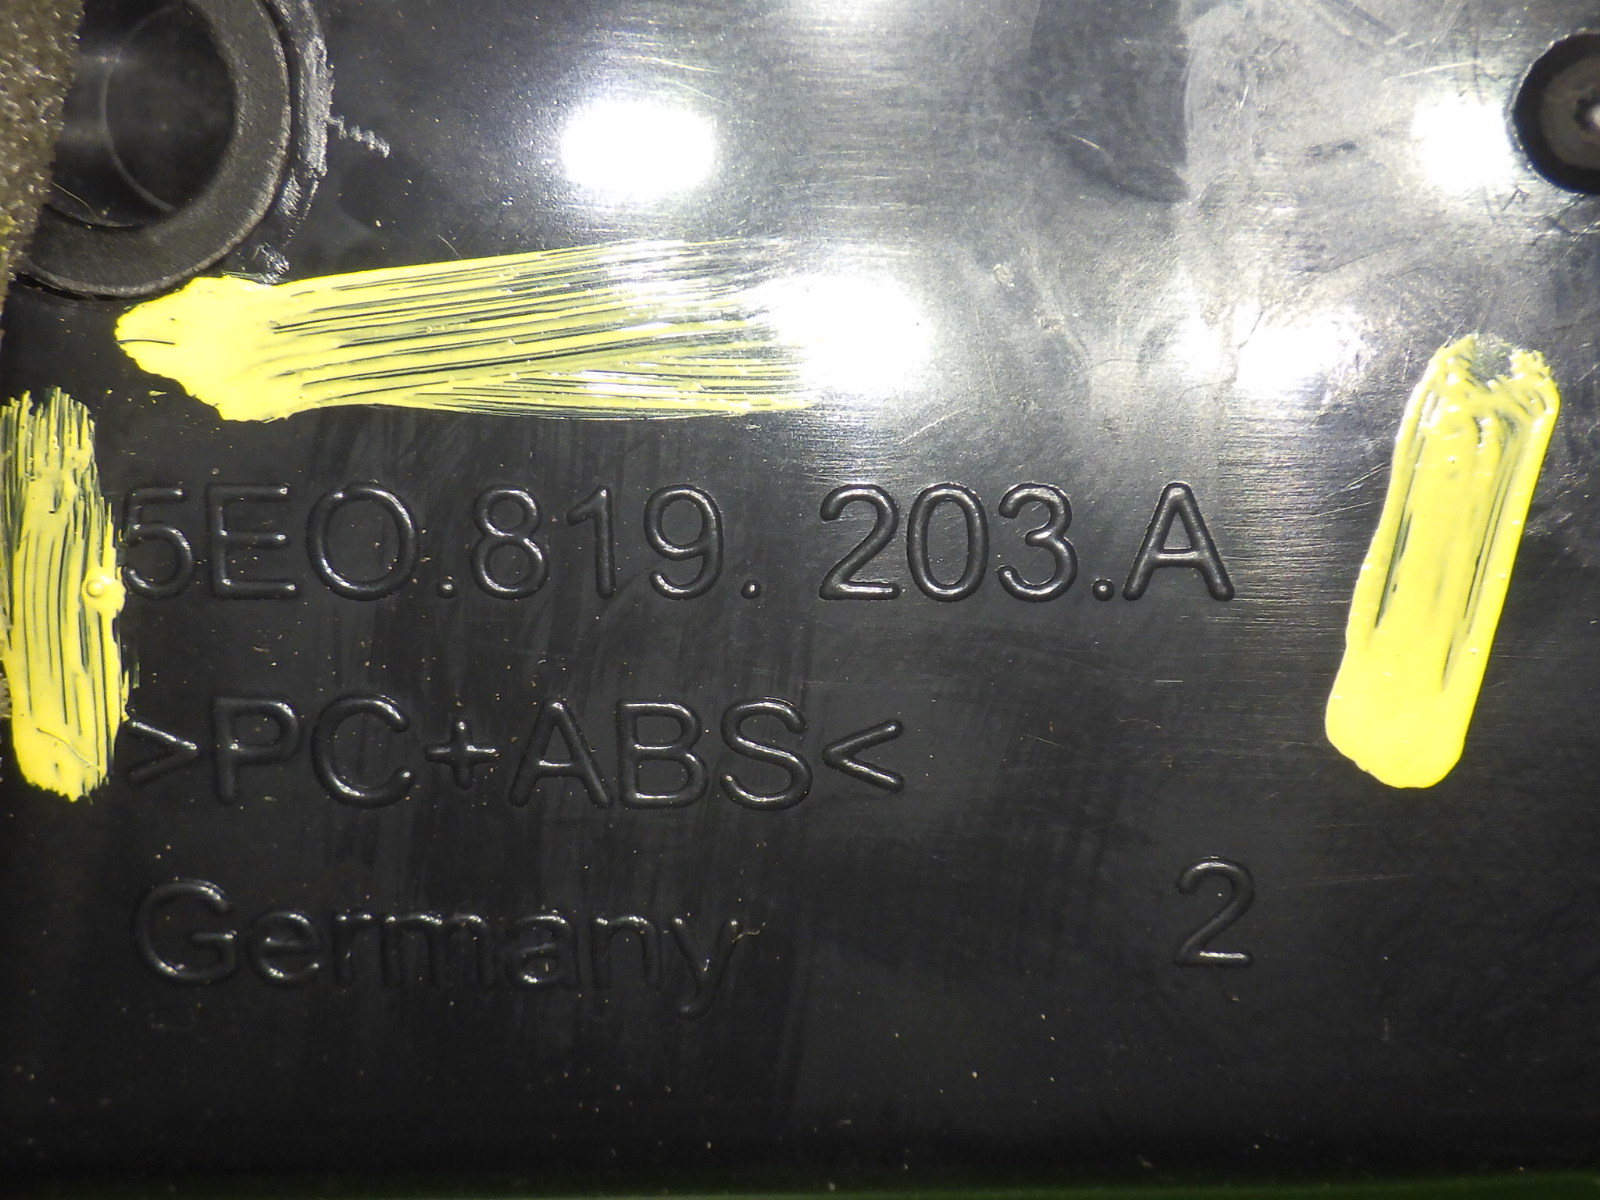 5E0.819. 203.A
>PC+ABS<
Germany 2